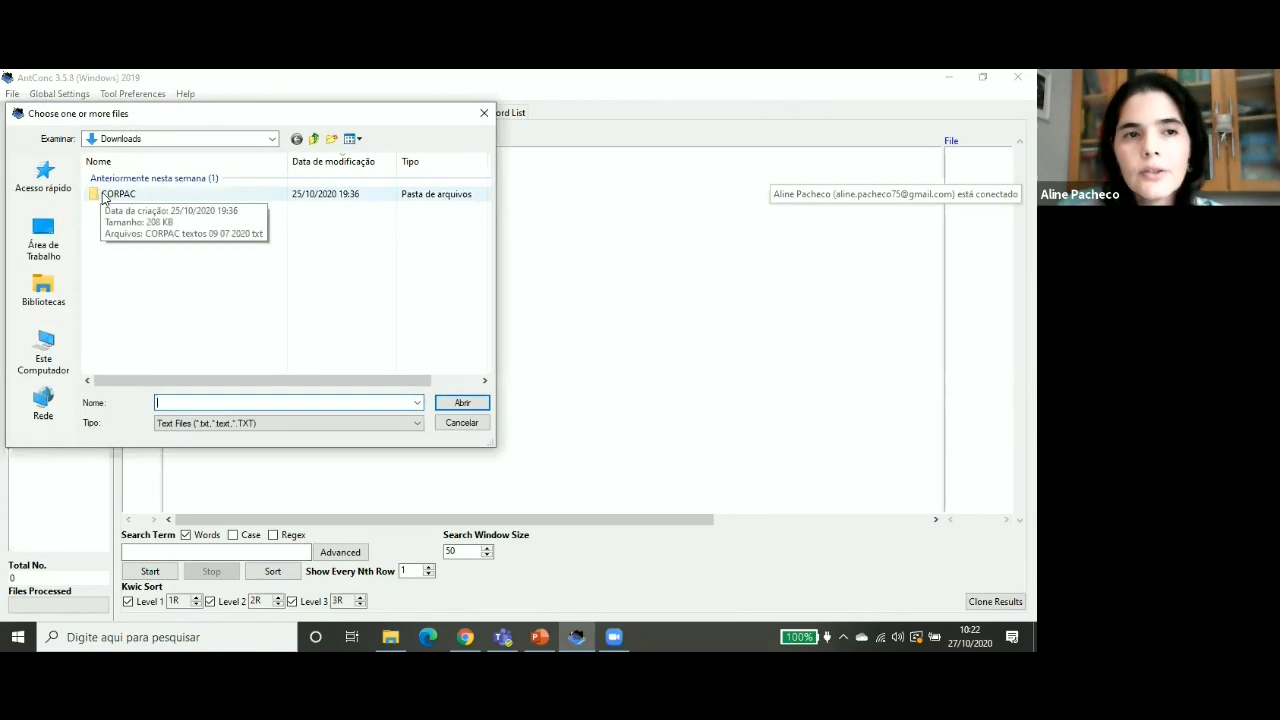 AntConc 3.5.8 (Windows) 2019
File Global Settings Tool Preferences Help
Choose one or more files
ord List
Examinar: Downloads
File
Nome Data de modificação Tipo
Anteriormente nesta semana (1)
Acesso rápido
CORPAC 25/10/2020 19:36 Pasta de arquivos
Aline Pacheco (aline.pacheco75@gmail.com) está conectado
Aline Pacheco
Data da criação: 25/10/2020 19:36
Tamanho: 208 KB
Arquivos: CORPAC textos 09 07 2020 txt
Área de
Trabalho
Bibliotecas
Este
Computador
Rede
Nome: Abrir
Tipo: Text Files (*.txt,*.text,*.TXT) Cancelar
Search Term Words Case Regex Search Window Size
Advanced 50
Total No.
0
Start Stop Sort Show Every Nth Row 1
Files Processed
Kwic Sort
Level 1 1R Level 2 2R Level 3 3R Clone Results
Digite aqui para pesquisar
100%
10:22
27/10/2020